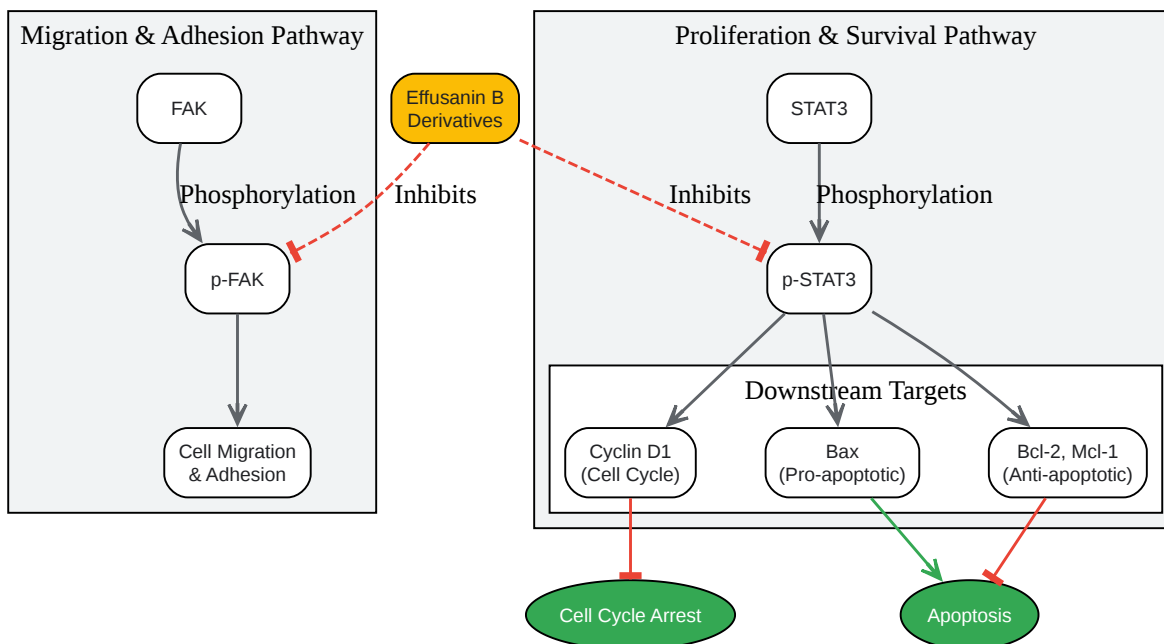 Migration & Adhesion Pathway
Proliferation & Survival Pathway
FAK
Effusanin B
Derivatives
STAT3
Phosphorylation
Inhibits
Inhibits
Phosphorylation
p-FAK
p-STAT3
Downstream Targets
Cell Migration
& Adhesion
Cyclin D1
(Cell Cycle)
Bax
(Pro-apoptotic)
Bcl-2, Mcl-1
(Anti-apoptotic)
Cell Cycle Arrest
Apoptosis